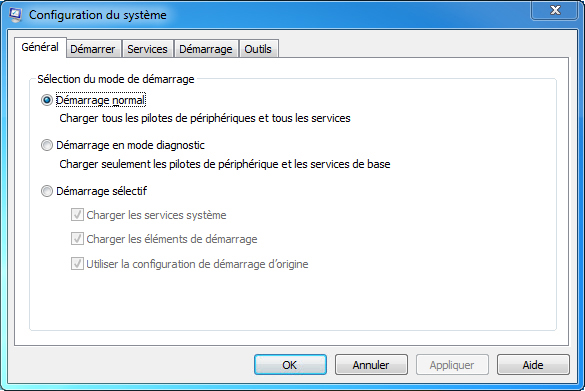 Configuration du système
Général Démarrer Services Démarrage Outils
Sélection du mode de démarrage
Démarrage normal
Charger tous les pilotes de périphériques et tous les services
Démarrage en mode diagnostic
Charger seulement les pilotes de périphérique et les services de base
Démarrage sélectif
Charger les services système
Charger les éléments de démarrage
Utiliser la configuration de démarrage d'origine
OK Annuler Appliquer Aide